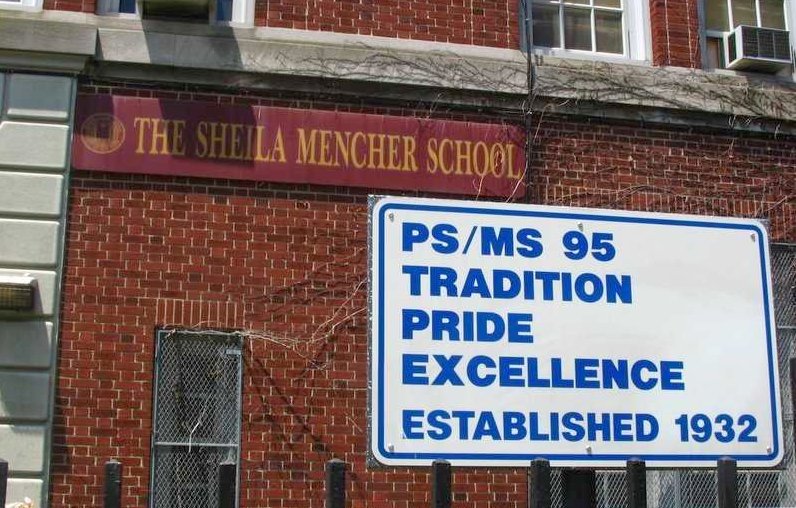 THE SHEILA MENCHER SCHOOL
PS/MS 95
TRADITION
PRIDE
EXCELLENCE
ESTABLISHED 1932